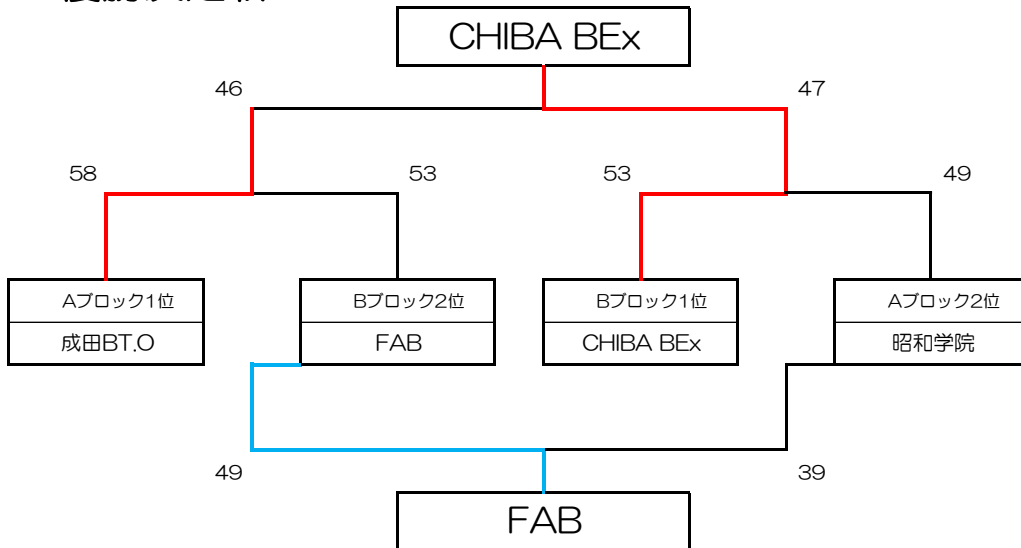 CHIBA BEx
46 47
58 53 53 49
Aブロック1位 Bブロック2位 Bブロック1位 Aブロック2位
成田BT.O FAB CHIBA BEx 昭和学院
49 39
FAB